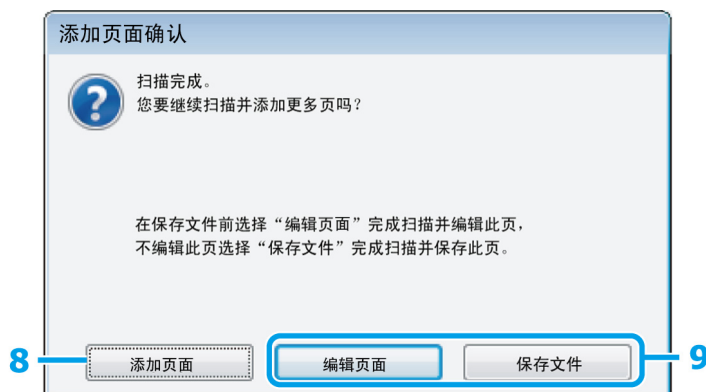 添加页面确认
扫描完成。
您要继续扫描并添加更多页吗?
在保存文件前选择“编辑页面”完成扫描并编辑此页，
不编辑此页选择“保存文件”完成扫描并保存此页。
8 添加页面 编辑页面 保存文件 9